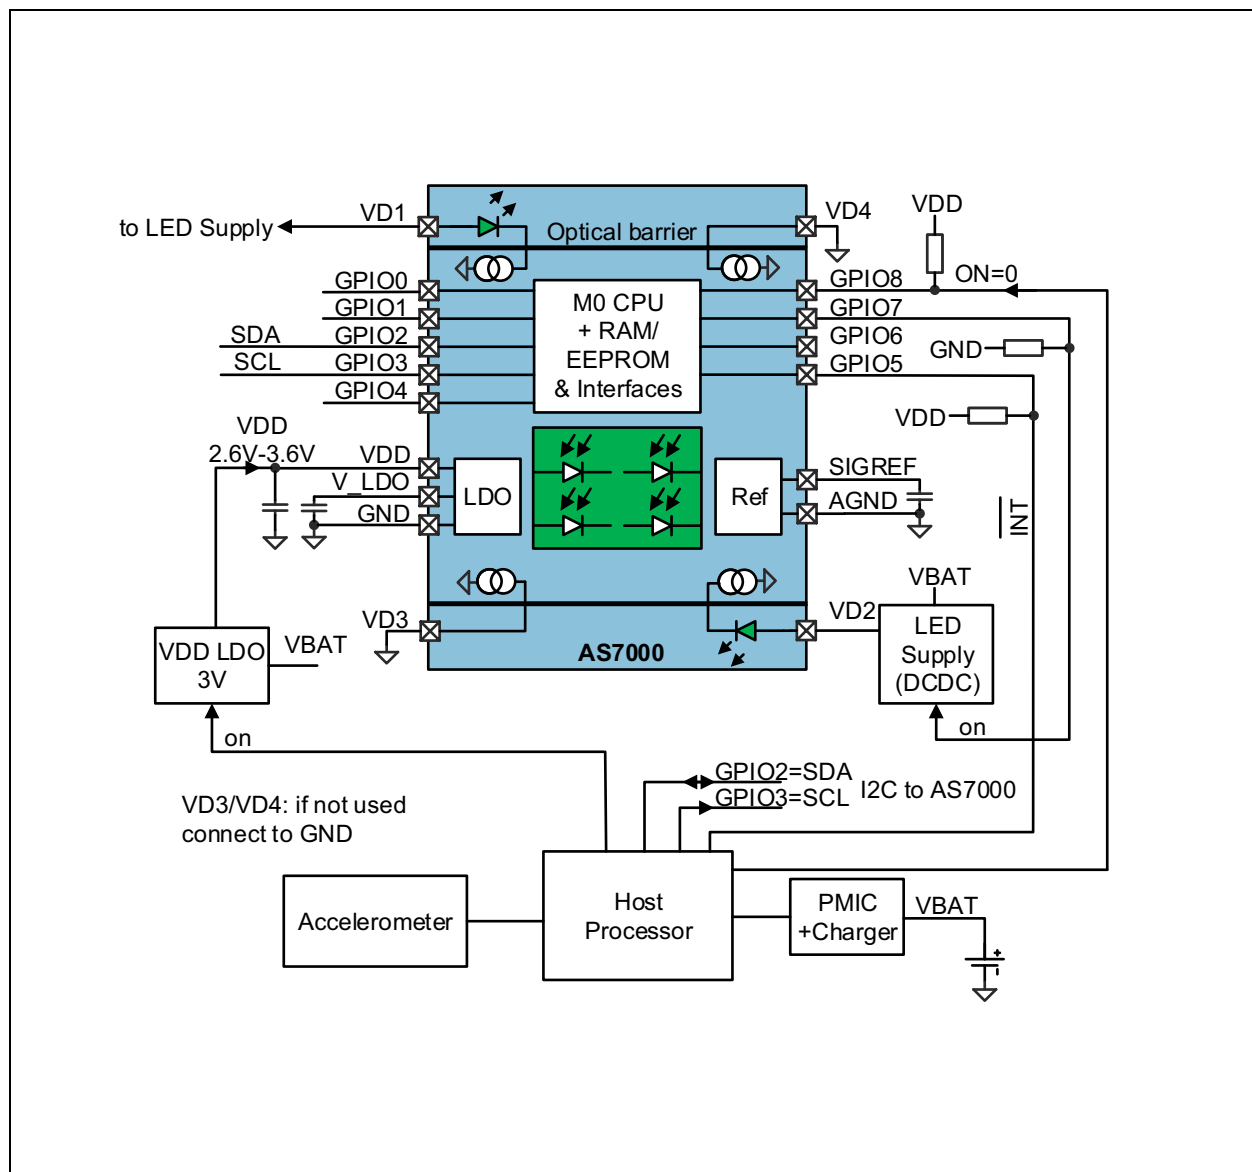 VD1
VD4
VDD
to LED Supply
Optical barrier
GPIO0
GPIO8
ON=0
GPIO1
M0 CPU
+ RAM/
EEPROM
& Interfaces
GPIO7
SDA
GPIO2
GPIO6
GND
SCL
GPIO3
GPIO5
GPIO4
VDD
VDD
2.6V-3.6V
VDD
V_LDO
GND
LDO
Ref
SIGREF
AGND
INT
VBAT
VD3
VD2
LED
Supply
(DCDC)
AS7000
VDD LDO
3V
VBAT
on
on
GPIO2=SDA
GPIO3=SCL
I2C to AS7000
VD3/VD4: if not used
connect to GND
Accelerometer
Host
Processor
PMIC
+Charger
VBAT
+
-